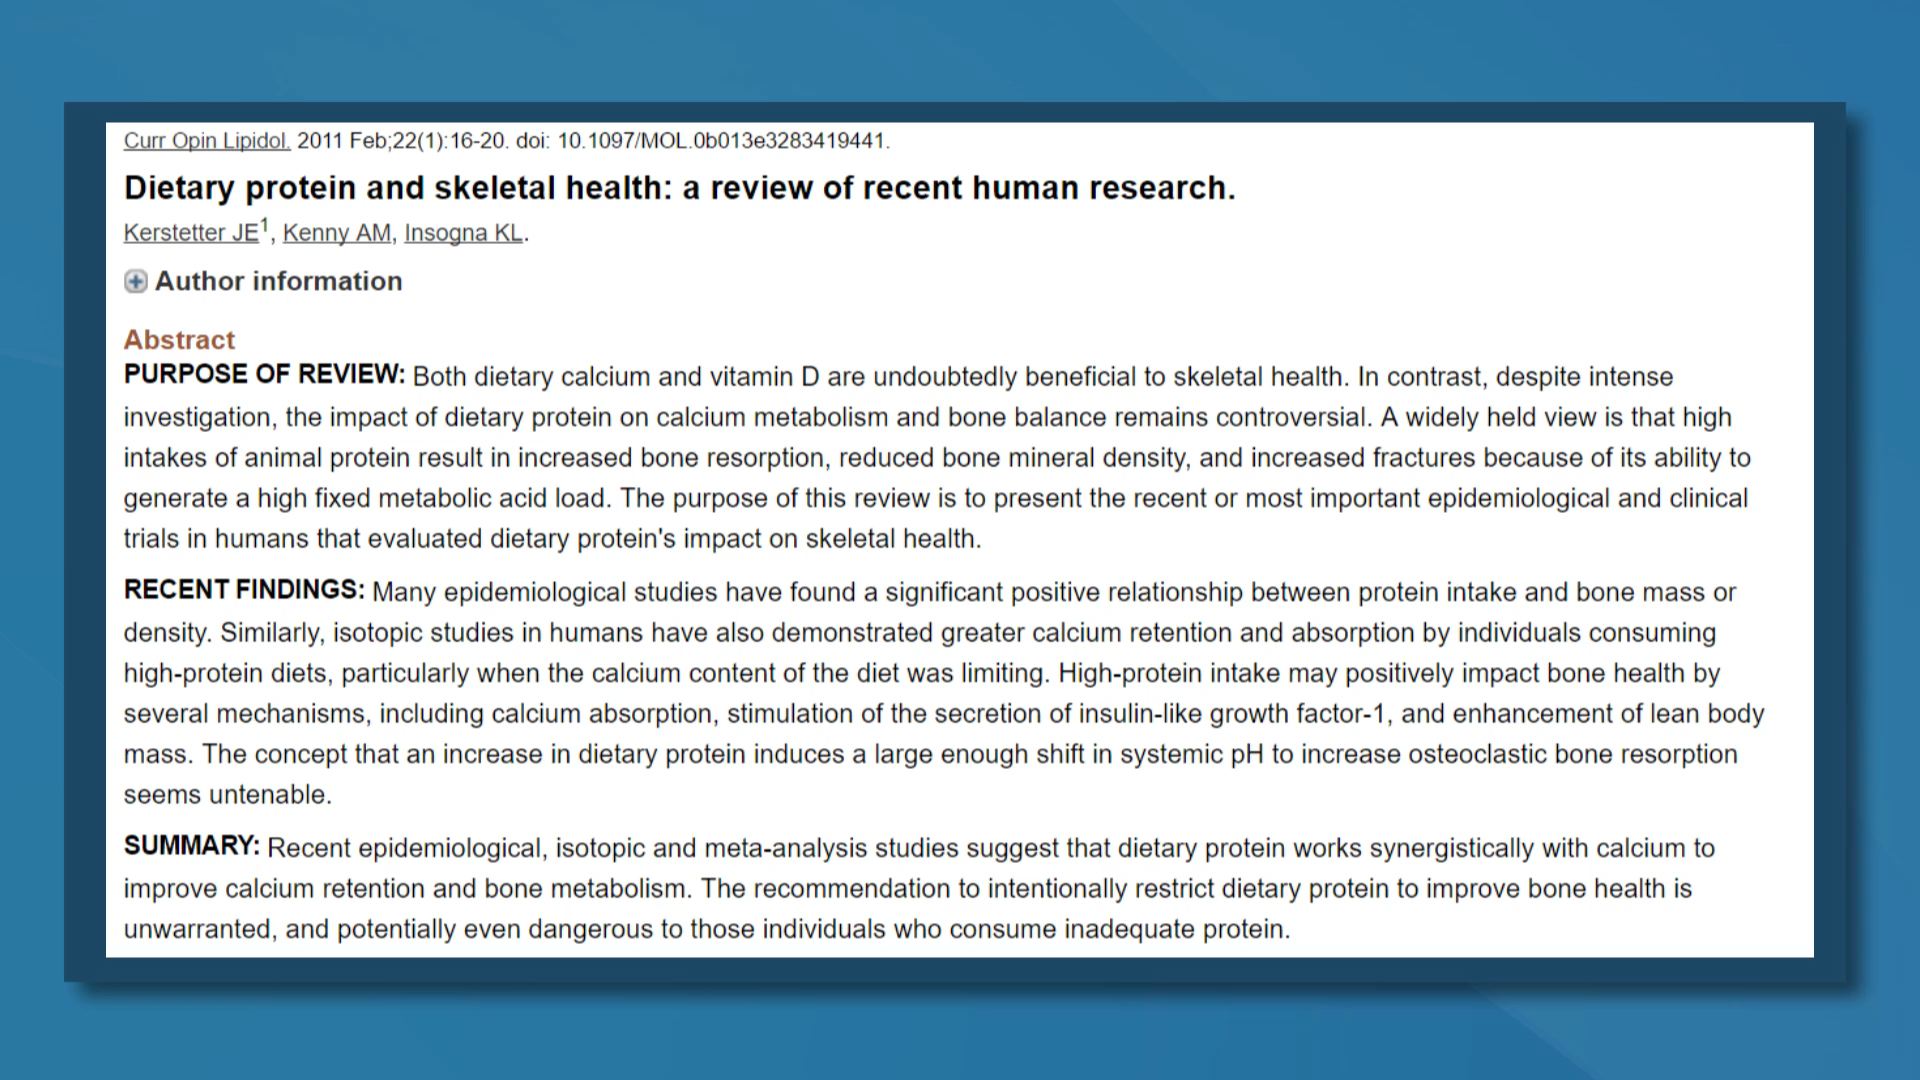 Curr Opin Lipidol. 2011 Feb;22(1):16-20. doi: 10.1097/MOL.0b013e3283419441.
Dietary protein and skeletal health: a review of recent human research.
Kerstetter JE1, Kenny AM, Insogna KL.
Author information
Abstract
PURPOSE OF REVIEW: Both dietary calcium and vitamin D are undoubtedly beneficial to skeletal health. In contrast, despite intense
investigation, the impact of dietary protein on calcium metabolism and bone balance remains controversial. A widely held view is that high
intakes of animal protein result in increased bone resorption, reduced bone mineral density, and increased fractures because of its ability to
generate a high fixed metabolic acid load. The purpose of this review is to present the recent or most important epidemiological and clinical
trials in humans that evaluated dietary protein's impact on skeletal health.
RECENT FINDINGS: Many epidemiological studies have found a significant positive relationship between protein intake and bone mass or
density. Similarly, isotopic studies in humans have also demonstrated greater calcium retention and absorption by individuals consuming
high-protein diets, particularly when the calcium content of the diet was limiting. High-protein intake may positively impact bone health by
several mechanisms, including calcium absorption, stimulation of the secretion of insulin-like growth factor-1, and enhancement of lean body
mass. The concept that an increase in dietary protein induces a large enough shift in systemic pH to increase osteoclastic bone resorption
seems untenable.
SUMMARY: Recent epidemiological, isotopic and meta-analysis studies suggest that dietary protein works synergistically with calcium to
improve calcium retention and bone metabolism. The recommendation to intentionally restrict dietary protein to improve bone health is
unwarranted, and potentially even dangerous to those individuals who consume inadequate protein.